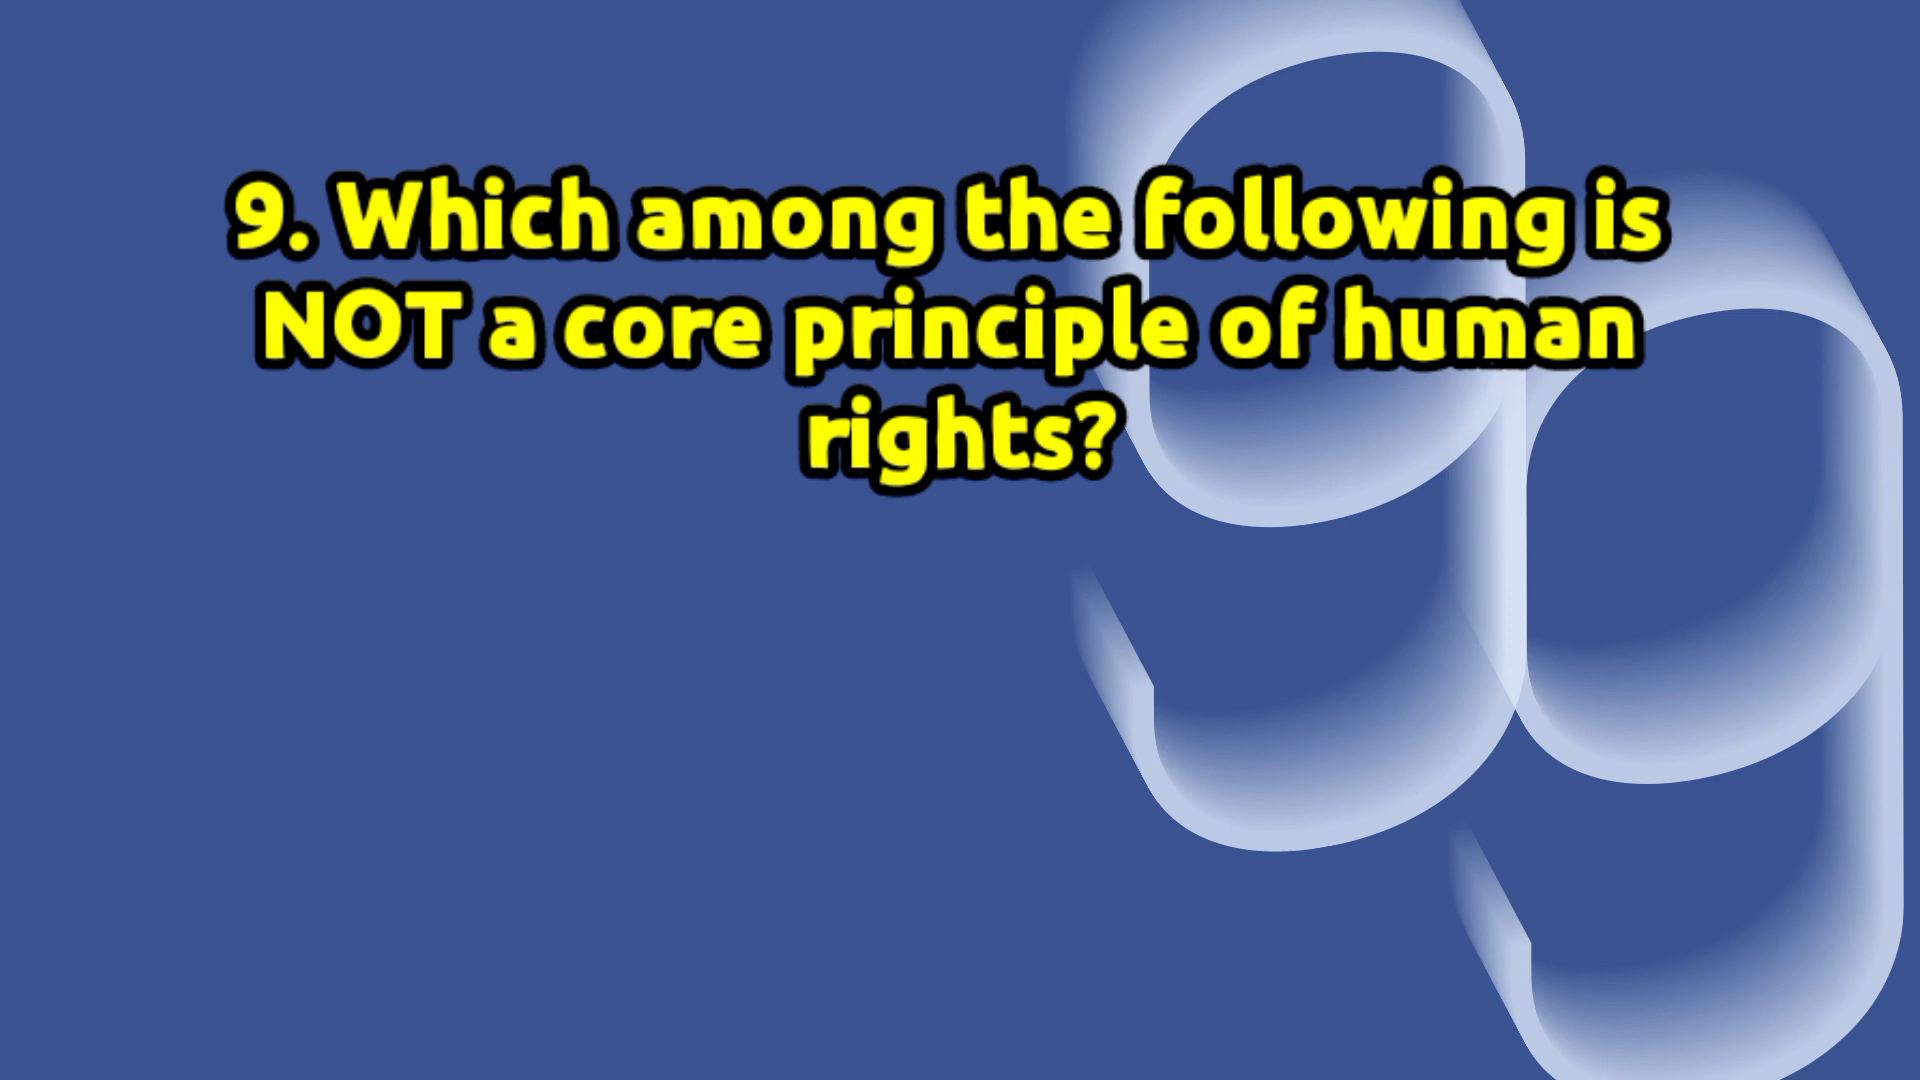 9. Which among the following is
NOT a core principle of human
rights?